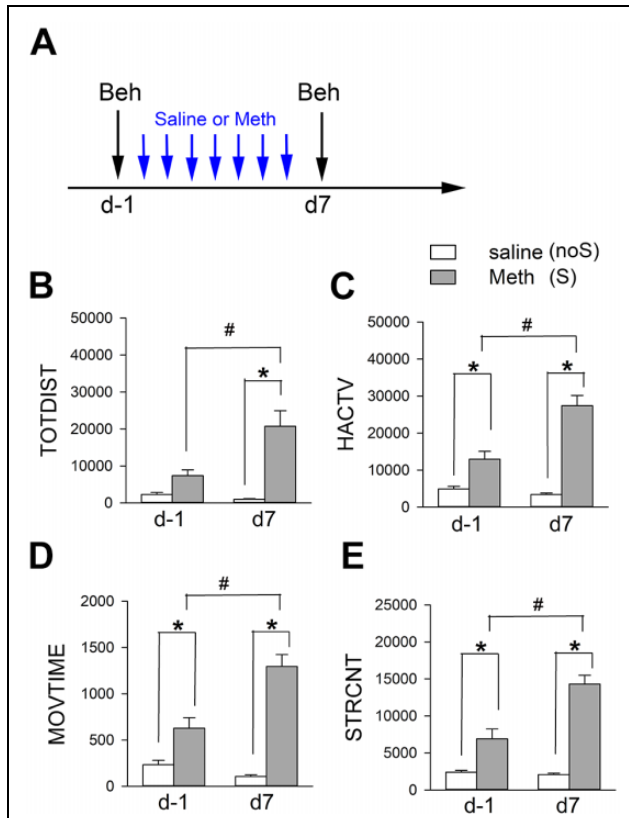 A
Beh
Beh
Saline or Meth
d-1
d7
saline (noS)
Meth (S)
B
TOTDIST
50000
40000
30000
20000
10000
0
#
*
d-1
d7
C
HACTV
50000
40000
30000
20000
10000
0
#
*
*
d-1
d7
D
MOVTIME
2000
1500
1000
500
0
#
*
*
d-1
d7
E
STRCNT
25000
20000
15000
10000
5000
0
#
*
*
d-1
d7